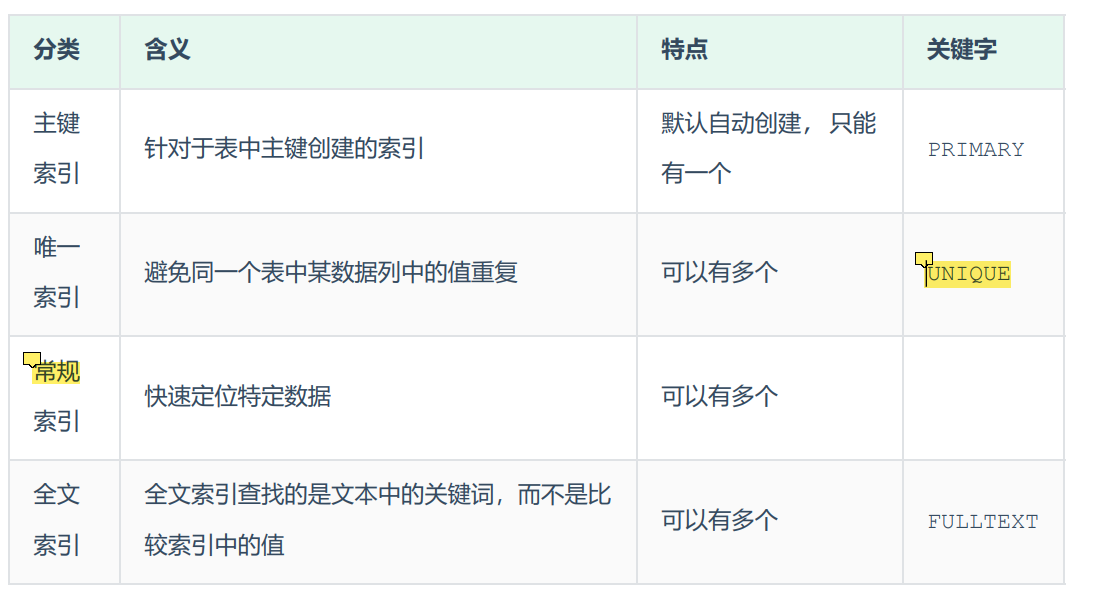 分类 含义 特点 关键字
主键
索引
针对于表中主键创建的索引
默认自动创建， 只能
有一个
PRIMARY
唯一
索引
避免同一个表中某数据列中的值重复
可以有多个
UNIQUE
常规
索引
快速定位特定数据
可以有多个
全文
索引
全文索引查找的是文本中的关键词，而不是比
较索引中的值
可以有多个
FULLTEXT